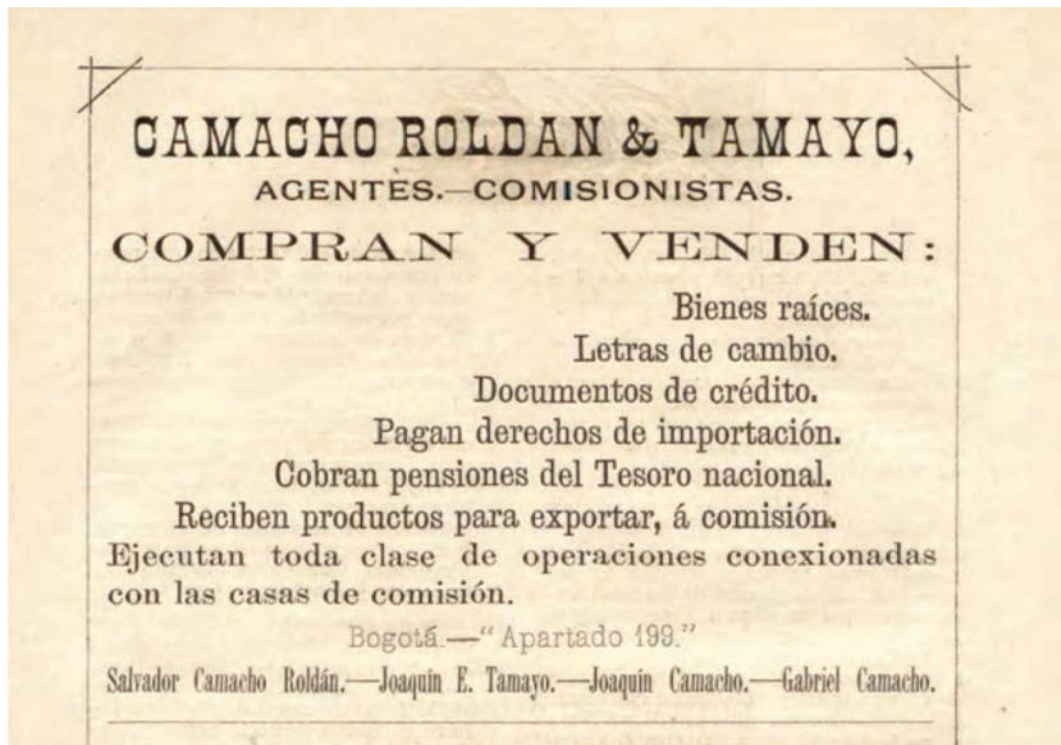 CAMACHO ROLDAN & TAMAYO,
AGENTES.—COMISIONISTAS.
COMPRAN Y VENDEN:
Bienes raíces.
Letras de cambio.
Documentos de crédito.
Pagan derechos de importación.
Cobran pensiones del Tesoro nacional.
Reciben productos para exportar, á comisión.
Ejecutan toda clase de operaciones conexionadas
con las casas de comisión.
Bogotá.—“Apartado 199.”
Salvador Camacho Roldán.—Joaquín E. Tamayo.—Joaquín Camacho.—Gabriel Camacho.